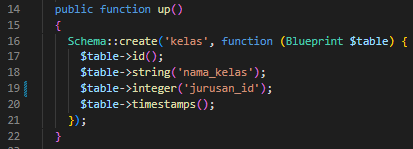 14 public function up()
15 {
16 Schema::create('kelas', function (Blueprint $table) {
17 $table->id();
18 $table->string('nama_kelas');
19 $table->integer('jurusan_id');
20 $table->timestamps();
21 });
22 }